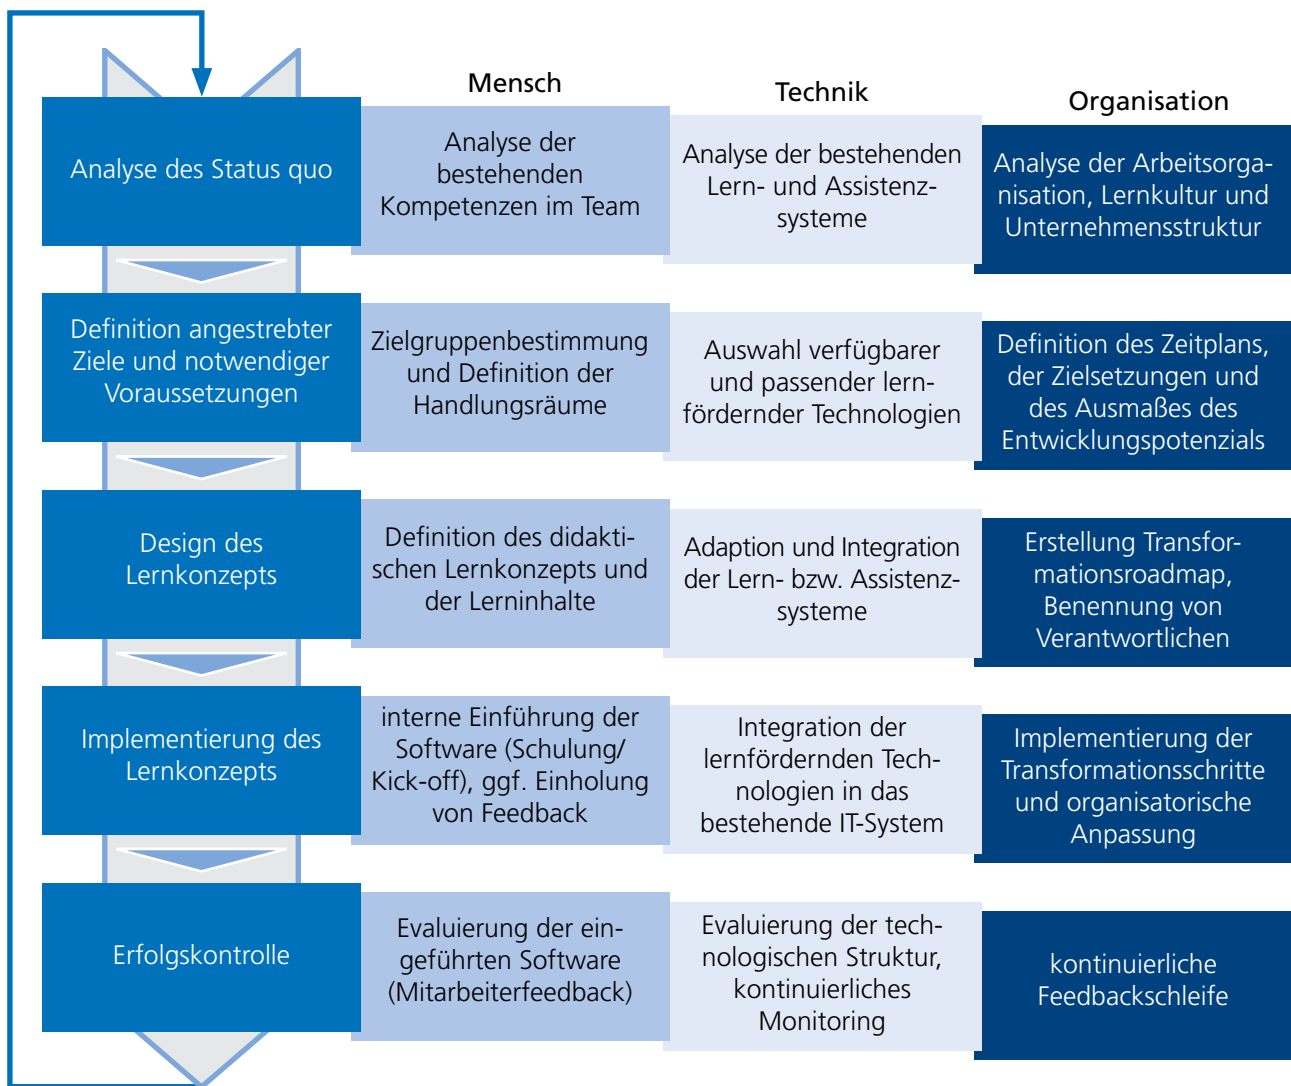 Mensch
Technik
Organisation
Analyse des Status quo
Analyse der
bestehenden
Kompetenzen im Team
Analyse der bestehenden
Lern- und Assistenz-
systeme
Analyse der Arbeitsorga-
nisation, Lernkultur und
Unternehmensstruktur
Definition angestrebter
Ziele und notwendiger
Voraussetzungen
Zielgruppenbestimmung
und Definition der
Handlungsräume
Auswahl verfügbarer
und passender lern-
fördernder Technologien
Definition des Zeitplans,
der Zielsetzungen und
des Ausmaßes des
Entwicklungspotenzials
Design des
Lernkonzepts
Definition des didakti-
schen Lernkonzepts und
der Lerninhalte
Adaption und Integration
der Lern- bzw. Assistenz-
systeme
Erstellung Transfor-
mationsroadmap,
Benennung von
Verantwortlichen
Implementierung des
Lernkonzepts
interne Einführung der
Software (Schulung/
Kick-off), ggf. Einholung
von Feedback
Integration der
lernfördernden Tech-
nologien in das
bestehende IT-System
Implementierung der
Transformationsschritte
und organisatorische
Anpassung
Erfolgskontrolle
Evaluierung der ein-
geführten Software
(Mitarbeiterfeedback)
Evaluierung der tech-
nologischen Struktur,
kontinuierliches
Monitoring
kontinuierliche
Feedbackschleife